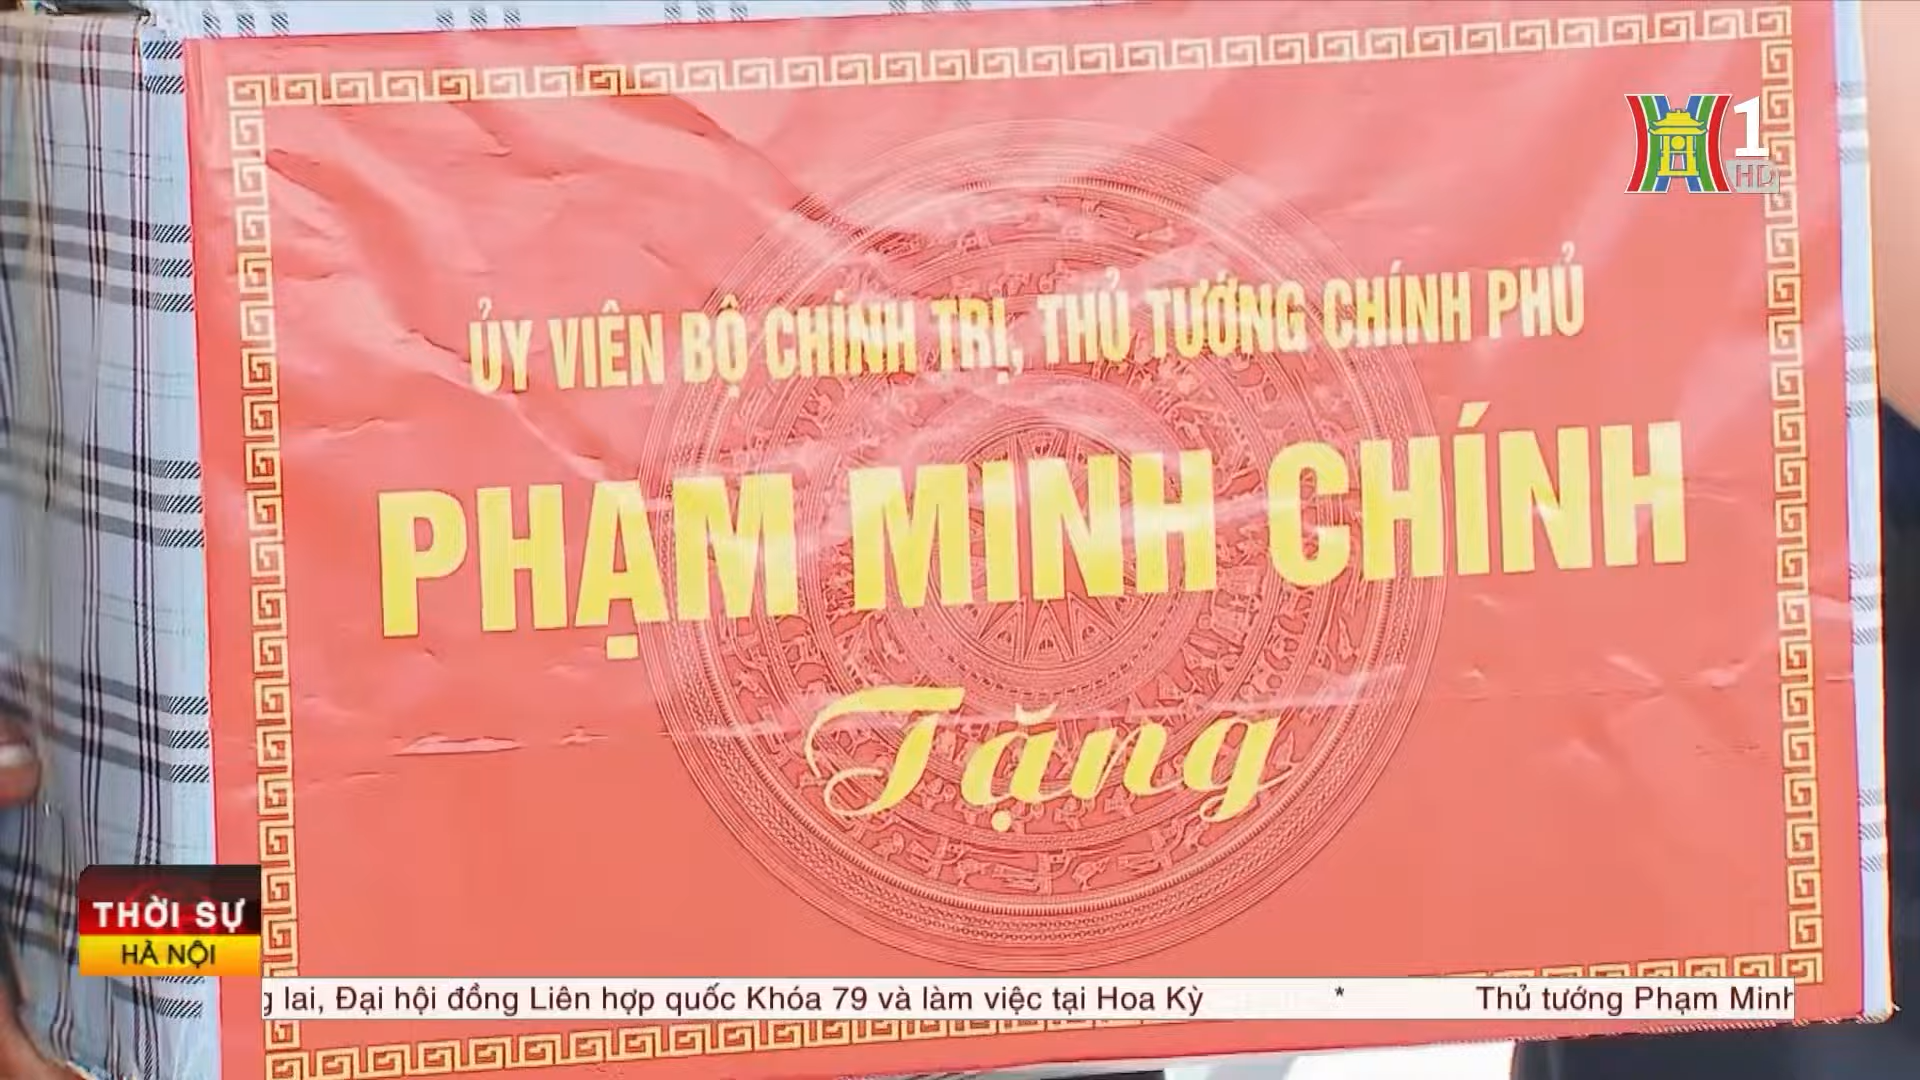 1
HD
ỦY VIÊN BỘ CHÍNH TRỊ, THỦ TƯỚNG CHÍNH PHỦ
PHẠM MINH CHÍNH
Tặng
THỜI SỰ
HÀ NỘI
lai, Đại hội đồng Liên hợp quốc Khóa 79 và làm việc tại Hoa Kỳ * Thủ tướng Phạm Minh